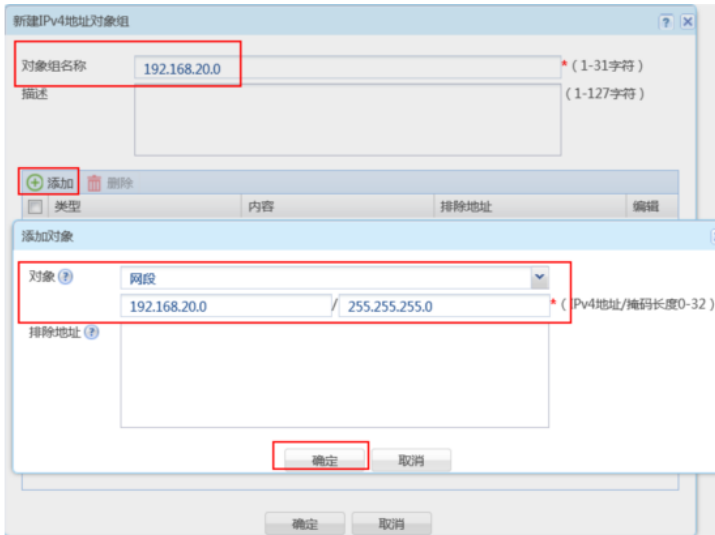 新建IPv4地址对象组
对象组名称 192.168.20.0 * (1-31字符)
描述 (1-127字符)
添加 删除
类型 内容 排除地址 编辑
添加对象
对象 ? 网段
192.168.20.0 / 255.255.255.0 * (IPv4地址/掩码长度0-32)
排除地址 ?
确定 取消
确定 取消